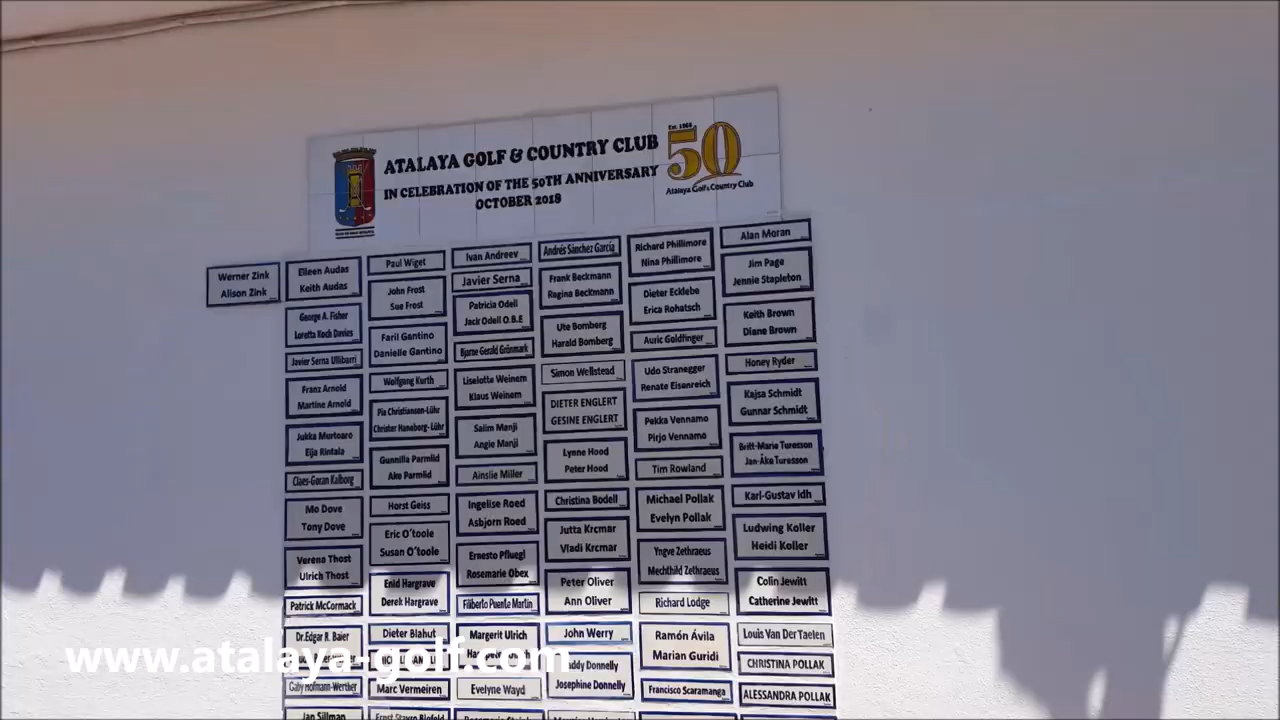 ATALAYA GOLF & COUNTRY CLUB
IN CELEBRATION OF THE 50TH ANNIVERSARY
OCTOBER 2018
Est. 1968
50
Atalaya Golf & Country Club
Werner Zink
Alison Zink
Eileen Audas
Keith Audas
George A. Fisher
Loretta Koch Davies
Javier Serna Ullibarri
Franz Arnold
Martine Arnold
Jukka Murtoaro
Eija Rintala
Claes-Goran Kalborg
Mo Dove
Tony Dove
Verena Thost
Ulrich Thost
Patrick McCormack
Dr.Edgar R. Baier
Gaby Hofmann-Werther
Jan Sillman
Paul Wiget
John Frost
Sue Frost
Faril Gantino
Danielle Gantino
Wolfgang Kurth
Pia Christiansen-Lühr
Christer Haneborg- Lühr
Gunnilla Parmlid
Ake Parmlid
Horst Geiss
Eric O'toole
Susan O'toole
Enid Hargrave
Derek Hargrave
Dieter Blahut
Marc Vermeiren
Ernst Stavro Blofeld
Ivan Andreev
Javier Serna
Patricia Odell
Jack Odell O.B.E
Bjarne Gerald Grönmark
Liselotte Weinem
Klaus Weinem
Salim Manji
Angie Manji
Ainslie Miller
Ingelise Roed
Asbjorn Roed
Ernesto Pfluegl
Rosemarie Obex
Filiberto Puente Martin
Margerit Ulrich
Evelyne Wayd
Andrés Sánchez García
Frank Beckmann
Regina Beckmann
Ute Bomberg
Harald Bomberg
Simon Wellstead
DIETER ENGLERT
GESINE ENGLERT
Lynne Hood
Peter Hood
Christina Bodell
Jutta Krcmar
Vladi Krcmar
Peter Oliver
Ann Oliver
John Werry
Donnelly
Josephine Donnelly
Richard Phillimore
Nina Phillimore
Dieter Ecklebe
Erica Rohatsch
Auric Goldfinger
Udo Stranegger
Renate Eisenreich
Pekka Vennamo
Pirjo Vennamo
Tim Rowland
Michael Pollak
Evelyn Pollak
Yngve Zethraeus
Mechthild Zethraeus
Richard Lodge
Ramón Ávila
Marian Guridi
Francisco Scaramanga
Alan Moran
Jim Page
Jennie Stapleton
Keith Brown
Diane Brown
Honey Ryder
Kajsa Schmidt
Gunnar Schmidt
Britt-Marie Turesson
Jan-Åke Turesson
Karl-Gustav Idh
Ludwing Koller
Heidi Koller
Colin Jewitt
Catherine Jewitt
Louis Van Der Taelen
CHRISTINA POLLAK
ALESSANDRA POLLAK
www.atalaya-golf.com